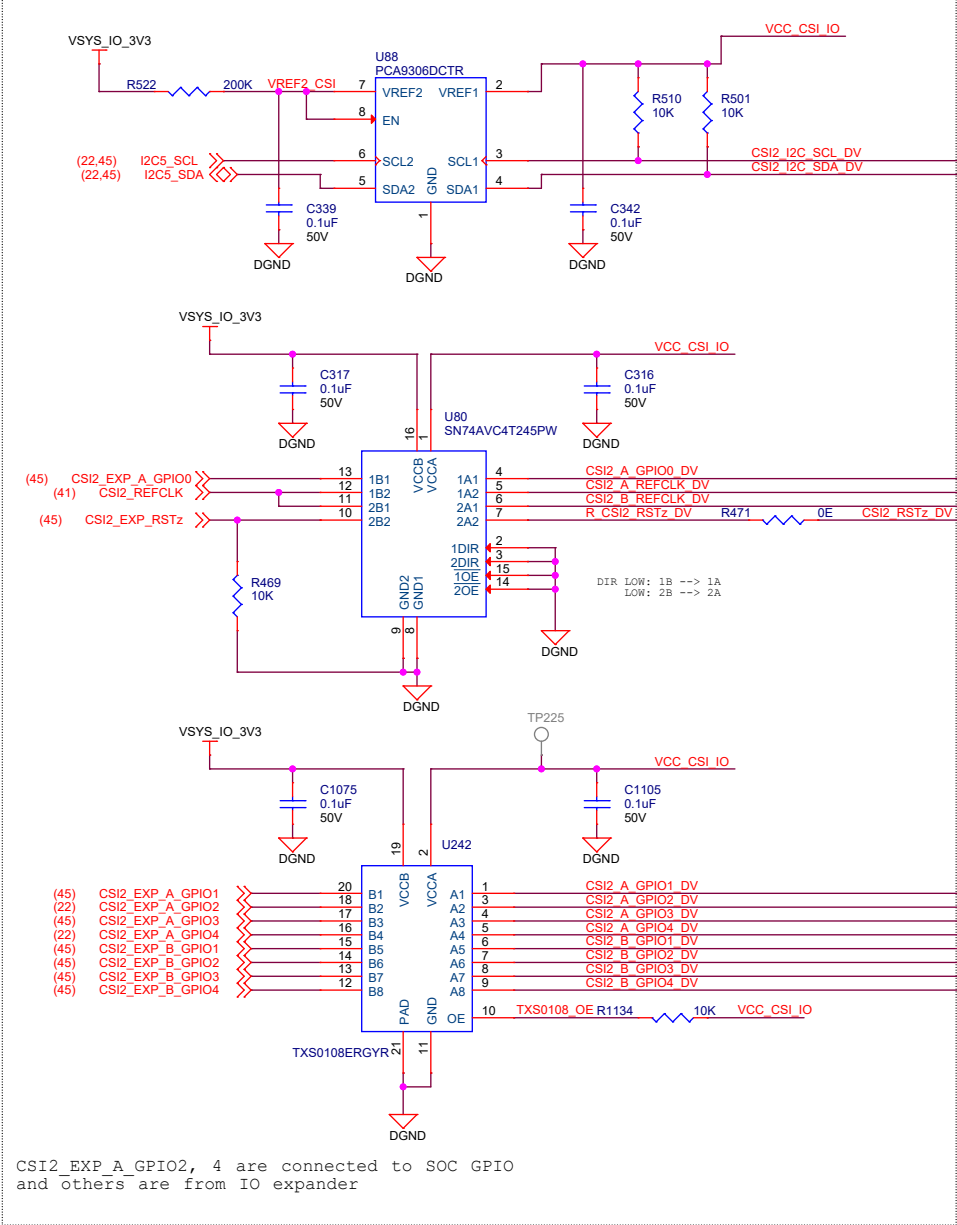 VCC_CSI_IO
VSYS_IO_3V3
U88
PCA9306DCTR
R522 200K VREF2_CSI 7 VREF2 VREF1 2
R510
10K
R501
10K
8 EN
(22,45) I2C5_SCL 6 SCL2 SCL1 3 CSI2_I2C_SCL_DV
(22,45) I2C5_SDA 5 SDA2 SDA1 4 CSI2_I2C_SDA_DV
GND
1
C339
0.1uF
50V
C342
0.1uF
50V
DGND
DGND
DGND
VSYS_IO_3V3
VCC_CSI_IO
C317
0.1uF
50V
C316
0.1uF
50V
DGND
DGND
U80
SN74AVC4T245PW
16 1
VCCB VCCA
(45) CSI2_EXP_A_GPIO0 13 1B1 1A1 4 CSI2_A_GPIO0_DV
(41) CSI2_REFCLK 12 1B2 1A2 5 CSI2_A_REFCLK_DV
11 2B1 2A1 6 CSI2_B_REFCLK_DV
(45) CSI2_EXP_RSTz 10 2B2 2A2 7 R_CSI2_RSTz_DV R471 0E CSI2_RSTz_DV
1DIR 2
2DIR 3
1OE 15
2OE 14
R469
10K
GND2 GND1
9 8
DIR LOW: 1B --> 1A
LOW: 2B --> 2A
DGND
DGND
TP225
VSYS_IO_3V3
VCC_CSI_IO
C1075
0.1uF
50V
C1105
0.1uF
50V
DGND
DGND
U242
19 2
VCCB VCCA
(45) CSI2_EXP_A_GPIO1 20 B1 A1 1 CSI2_A_GPIO1_DV
(22) CSI2_EXP_A_GPIO2 18 B2 A2 3 CSI2_A_GPIO2_DV
(45) CSI2_EXP_A_GPIO3 17 B3 A3 4 CSI2_A_GPIO3_DV
(22) CSI2_EXP_A_GPIO4 16 B4 A4 5 CSI2_A_GPIO4_DV
(45) CSI2_EXP_B_GPIO1 15 B5 A5 6 CSI2_B_GPIO1_DV
(45) CSI2_EXP_B_GPIO2 14 B6 A6 7 CSI2_B_GPIO2_DV
(45) CSI2_EXP_B_GPIO3 13 B7 A7 8 CSI2_B_GPIO3_DV
(45) CSI2_EXP_B_GPIO4 12 B8 A8 9 CSI2_B_GPIO4_DV
PAD GND OE 10 TXS0108_OE R1134 10K VCC_CSI_IO
TXS0108ERGYR 21 11
DGND
CSI2_EXP_A_GPIO2, 4 are connected to SOC GPIO
and others are from IO expander